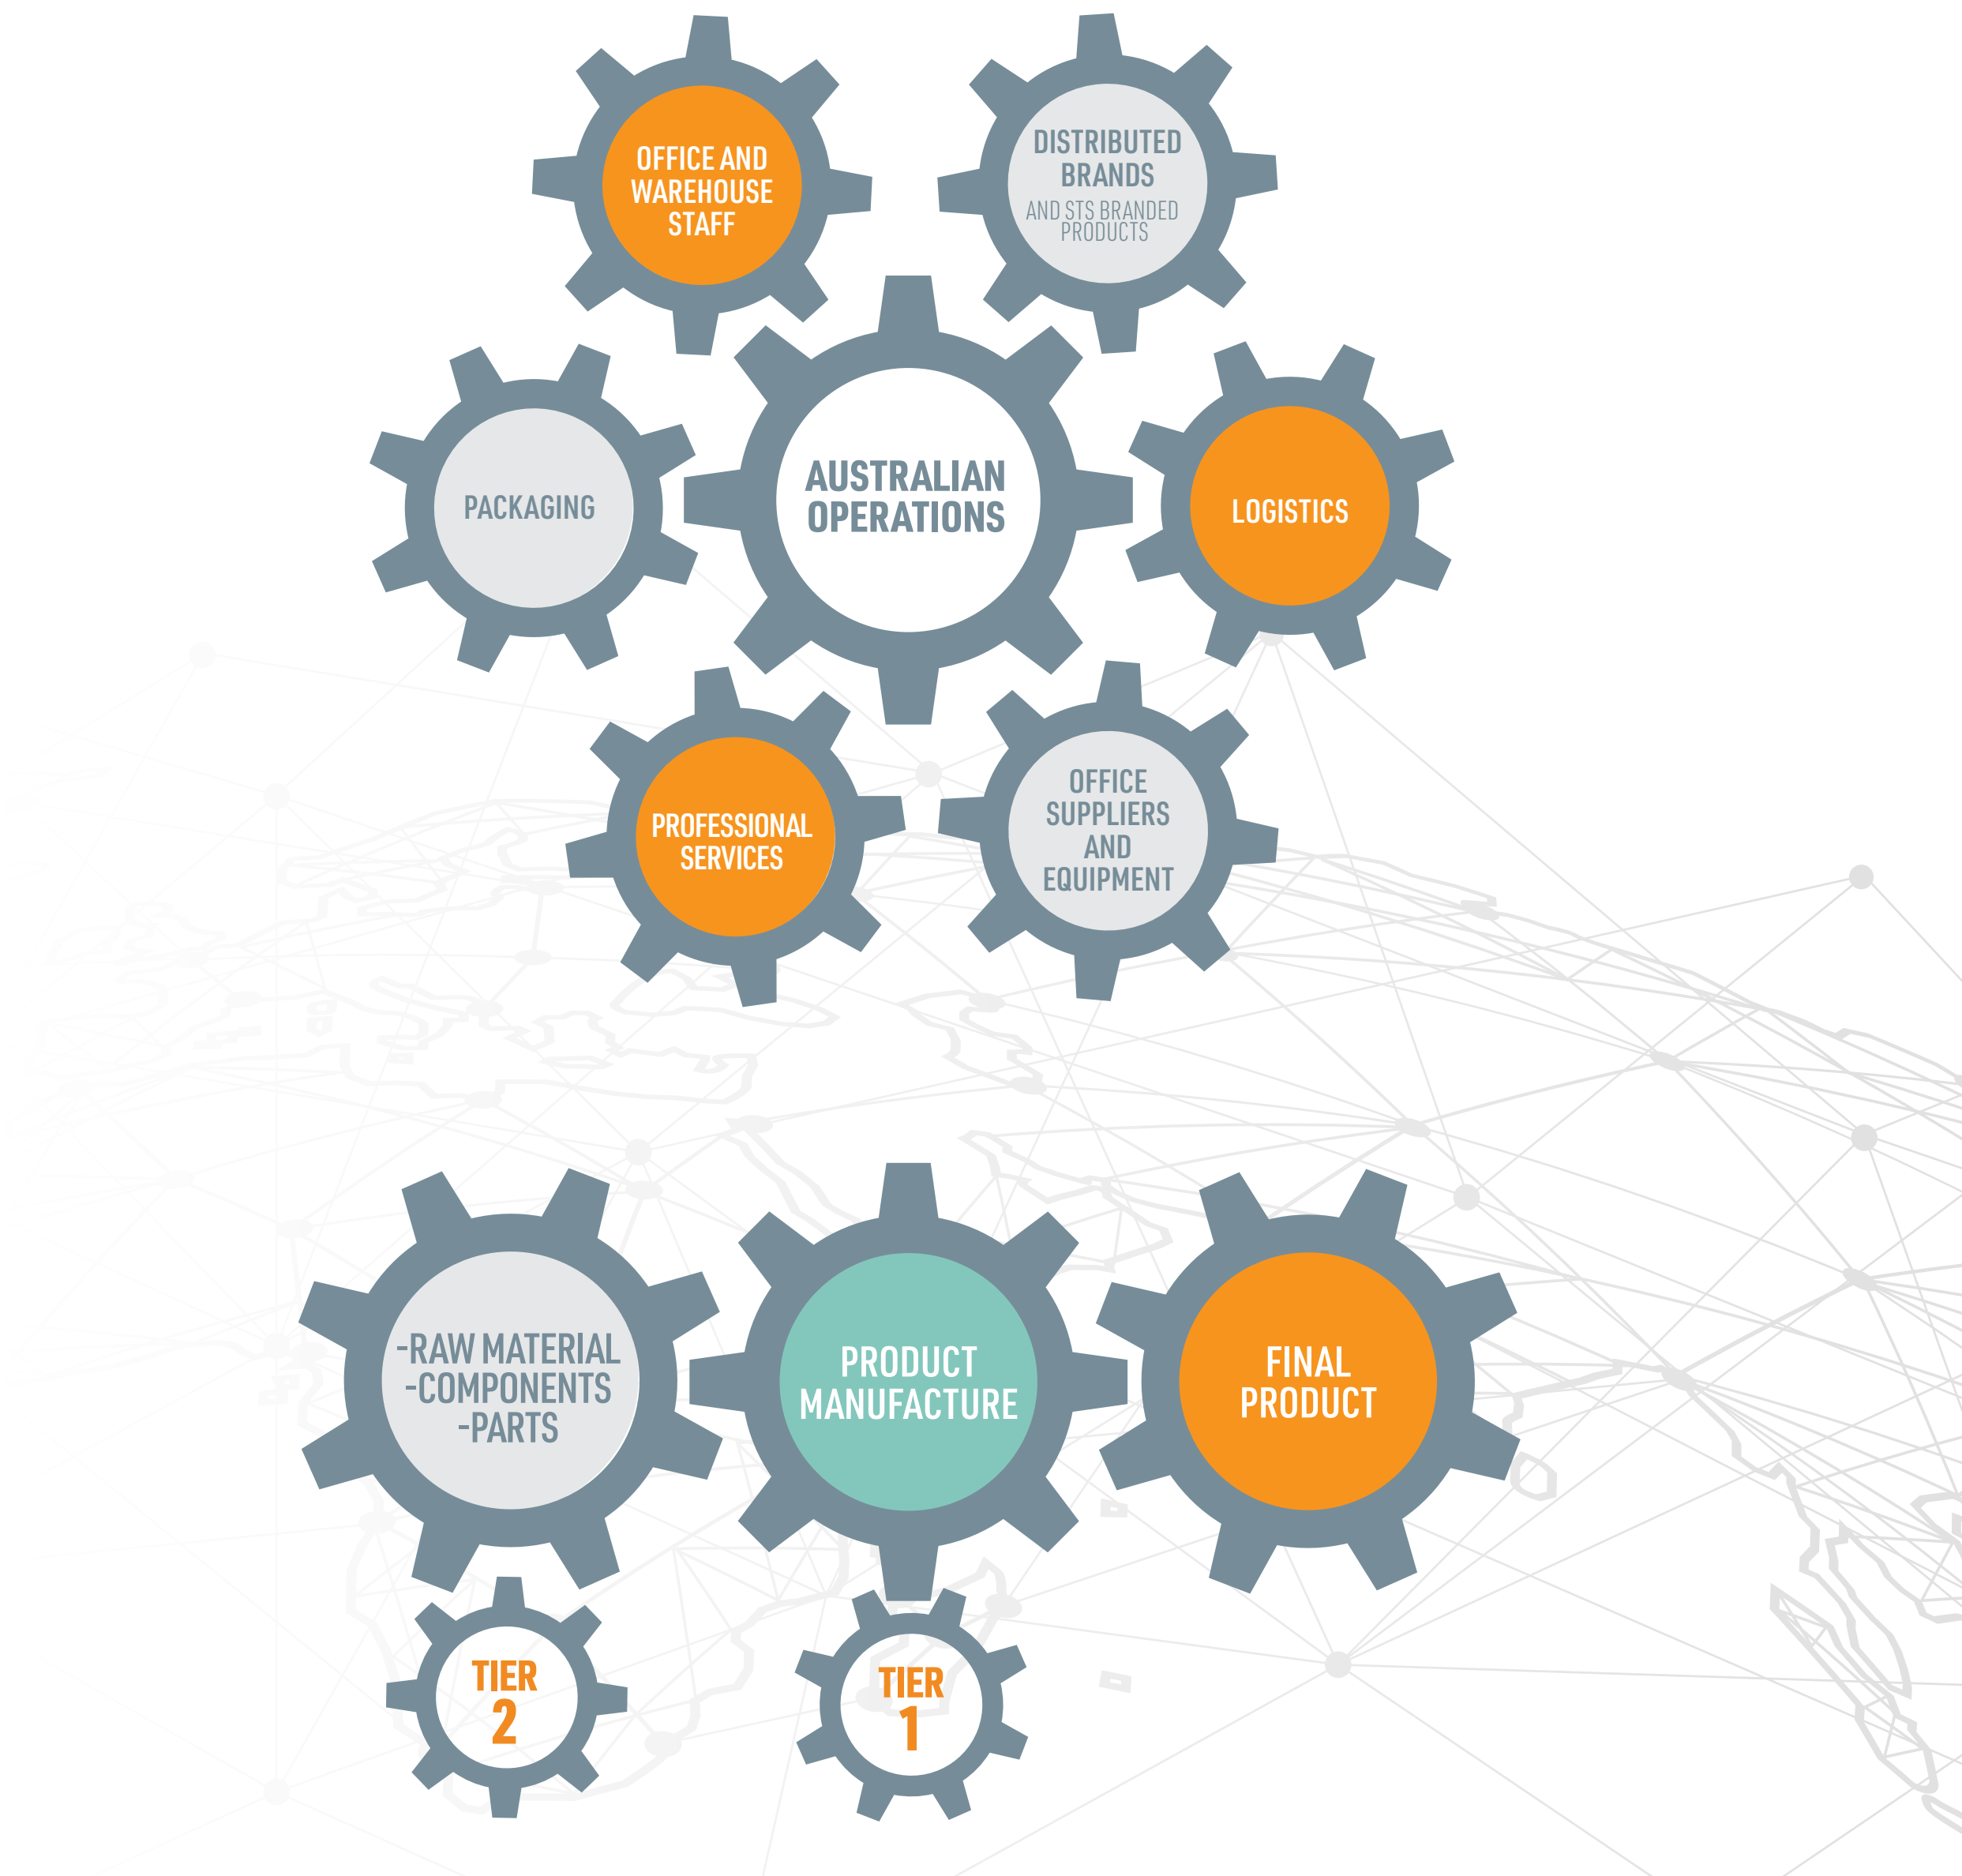 OFFICE AND
WAREHOUSE
STAFF
DISTRIBUTED
BRANDS
AND STS BRANDED
PRODUCTS
PACKAGING
AUSTRALIAN
OPERATIONS
LOGISTICS
PROFESSIONAL
SERVICES
OFFICE
SUPPLIERS
AND
EQUIPMENT
-RAW MATERIAL
-COMPONENTS
-PARTS
PRODUCT
MANUFACTURE
FINAL
PRODUCT
TIER
2
TIER
1